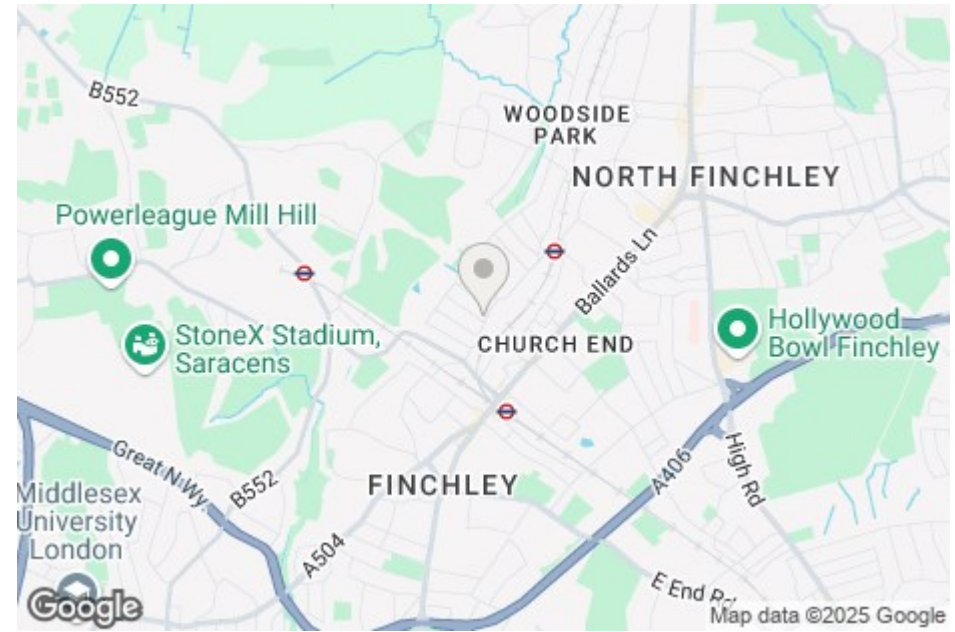 B552
WOODSIDE
PARK
NORTH FINCHLEY
Powerleague Mill Hill
Ballards Ln
StoneX Stadium,
Saracens
CHURCH END
Hollywood
Bowl Finchley
Great N Wy.
B552
A406
High Rd
Middlesex
University
London
FINCHLEY
A504
E End Rd
Google
Map data ©2025 Google